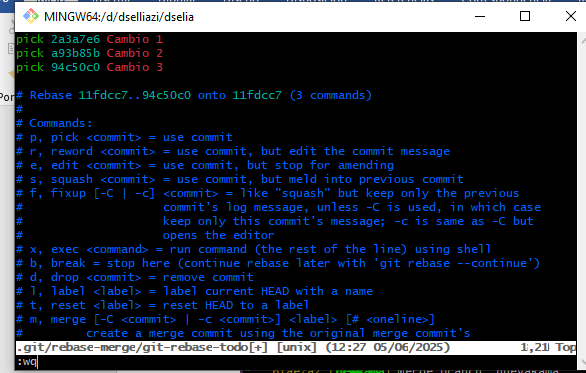 MINGW64:/d/dselliazi/dselia
pick 2a3a7e6 Cambio 1
pick a93b85b Cambio 2
pick 94c50c0 Cambio 3
# Rebase 11fdcc7..94c50c0 onto 11fdcc7 (3 commands)
#
# Commands:
# p, pick <commit> = use commit
# r, reword <commit> = use commit, but edit the commit message
# e, edit <commit> = use commit, but stop for amending
# s, squash <commit> = use commit, but meld into previous commit
# f, fixup [-C | -c] <commit> = like "squash" but keep only the previous
#                    commit's log message, unless -C is used, in which case
#                    keep only this commit's message; -c is same as -C but
#                    opens the editor
# x, exec <command> = run command (the rest of the line) using shell
# b, break = stop here (continue rebase later with 'git rebase --continue')
# d, drop <commit> = remove commit
# l, label <label> = label current HEAD with a name
# t, reset <label> = reset HEAD to a label
# m, merge [-C <commit> | -c <commit>] <label> [# <oneline>]
#         create a merge commit using the original merge commit's
.git/rebase-merge/git-rebase-todo[+] [unix] (12:27 05/06/2025) 1,21 Top
:wq
Por